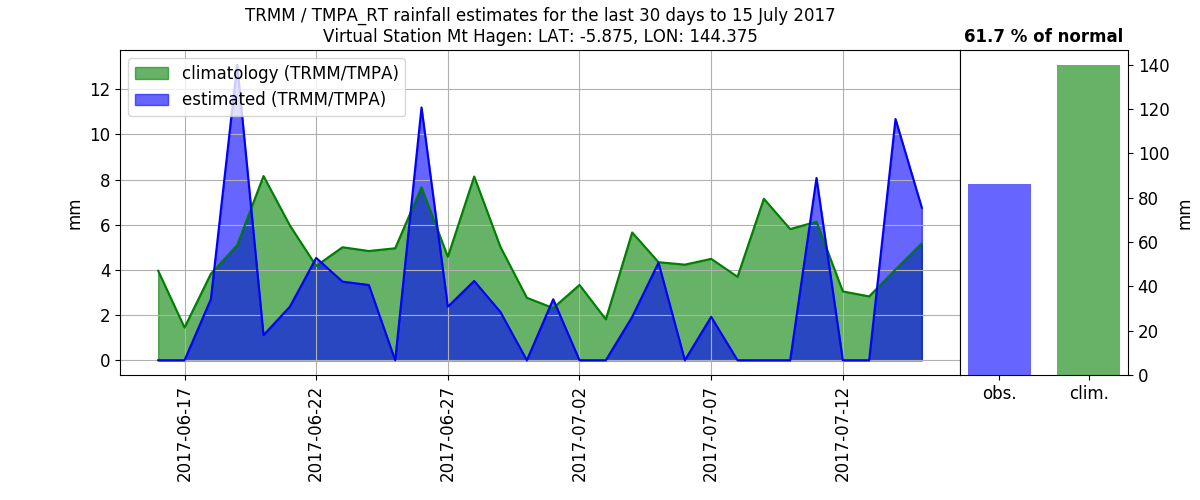 TRMM / TMPA_RT rainfall estimates for the last 30 days to 15 July 2017
Virtual Station Mt Hagen: LAT: -5.875, LON: 144.375
61.7 % of normal
climatology (TRMM/TMPA)
estimated (TRMM/TMPA)
mm
12
10
8
6
4
2
0
2017-06-17
2017-06-22
2017-06-27
2017-07-02
2017-07-07
2017-07-12
140
120
100
80
60
40
20
0
mm
obs.
clim.